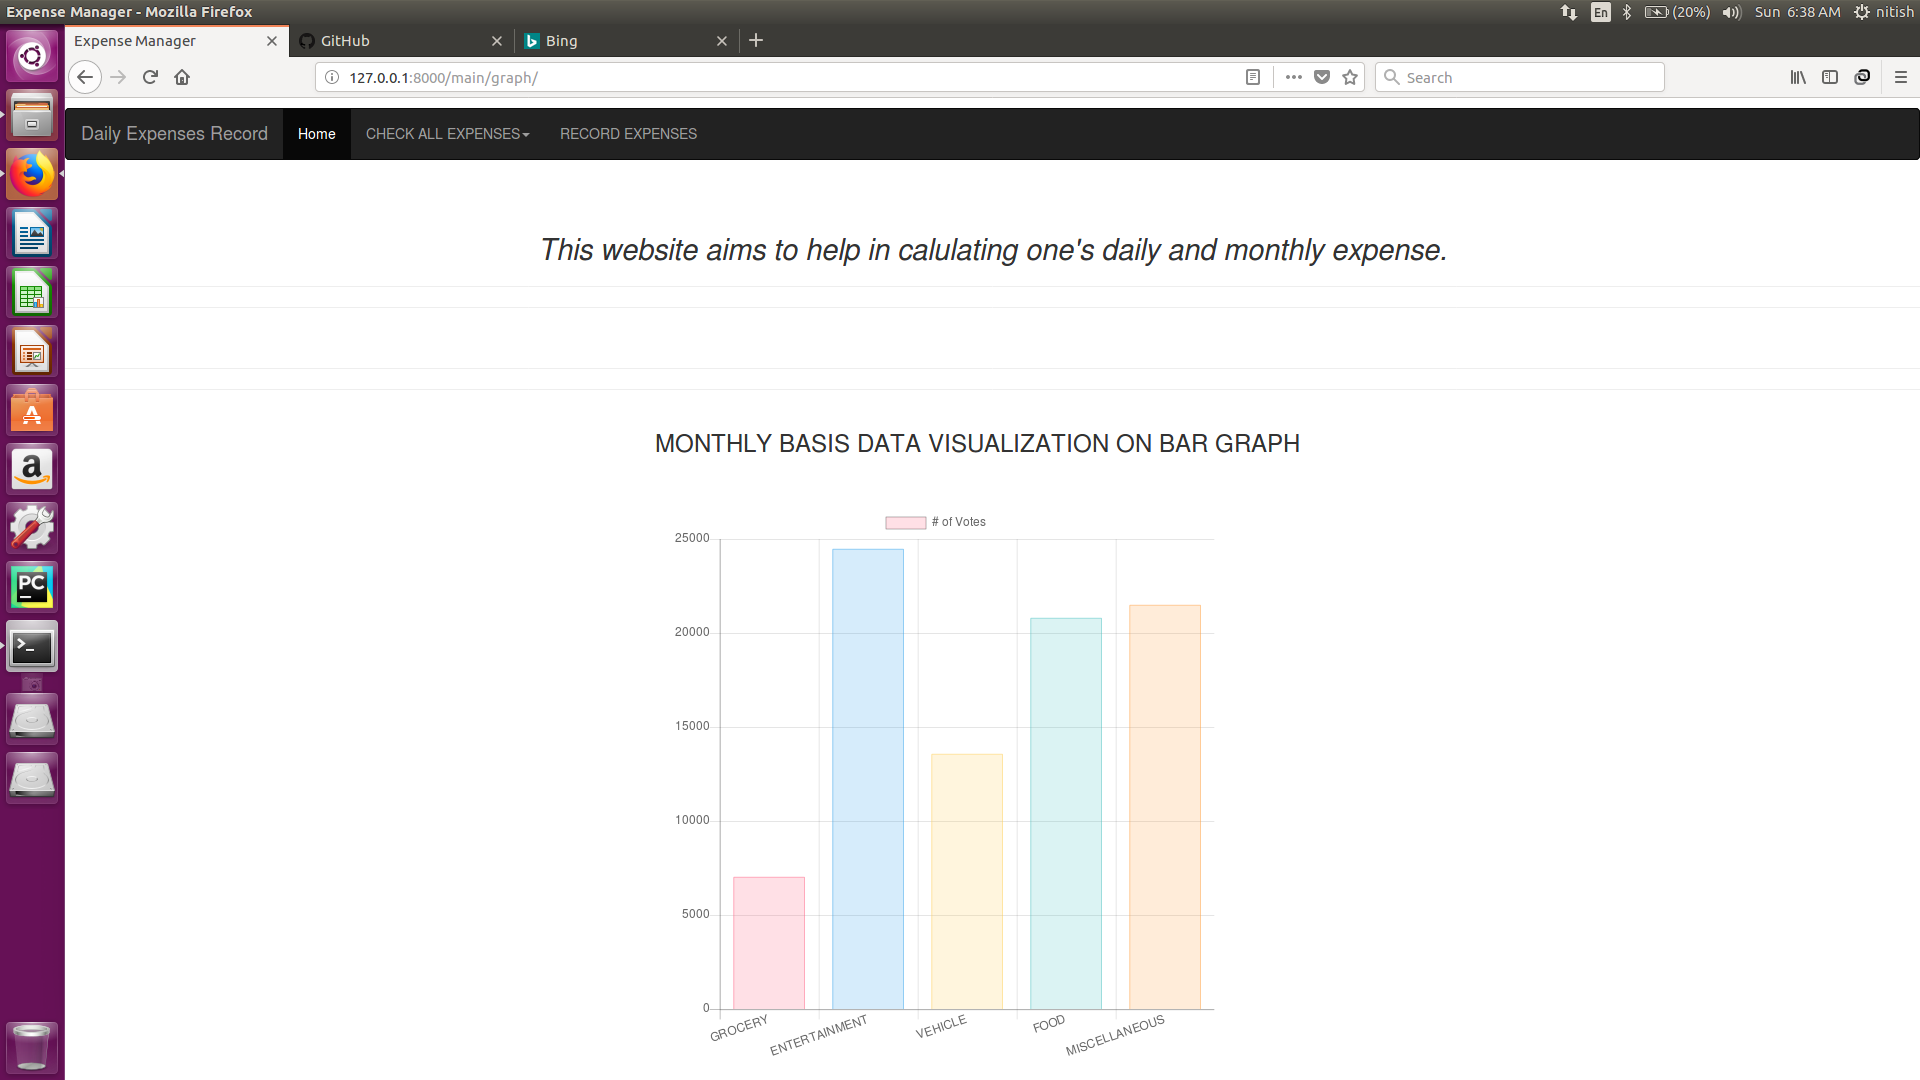 Expense Manager - Mozilla Firefox
En (20%) Sun 6:38 AM nitish
Expense Manager GitHub Bing
127.0.0.1:8000/main/graph/ Search
Daily Expenses Record Home CHECK ALL EXPENSES RECORD EXPENSES
This website aims to help in calulating one's daily and monthly expense.
MONTHLY BASIS DATA VISUALIZATION ON BAR GRAPH
# of Votes
25000
20000
15000
10000
5000
0
GROCERY ENTERTAINMENT VEHICLE FOOD MISCELLANEOUS
A
a
PC
>_